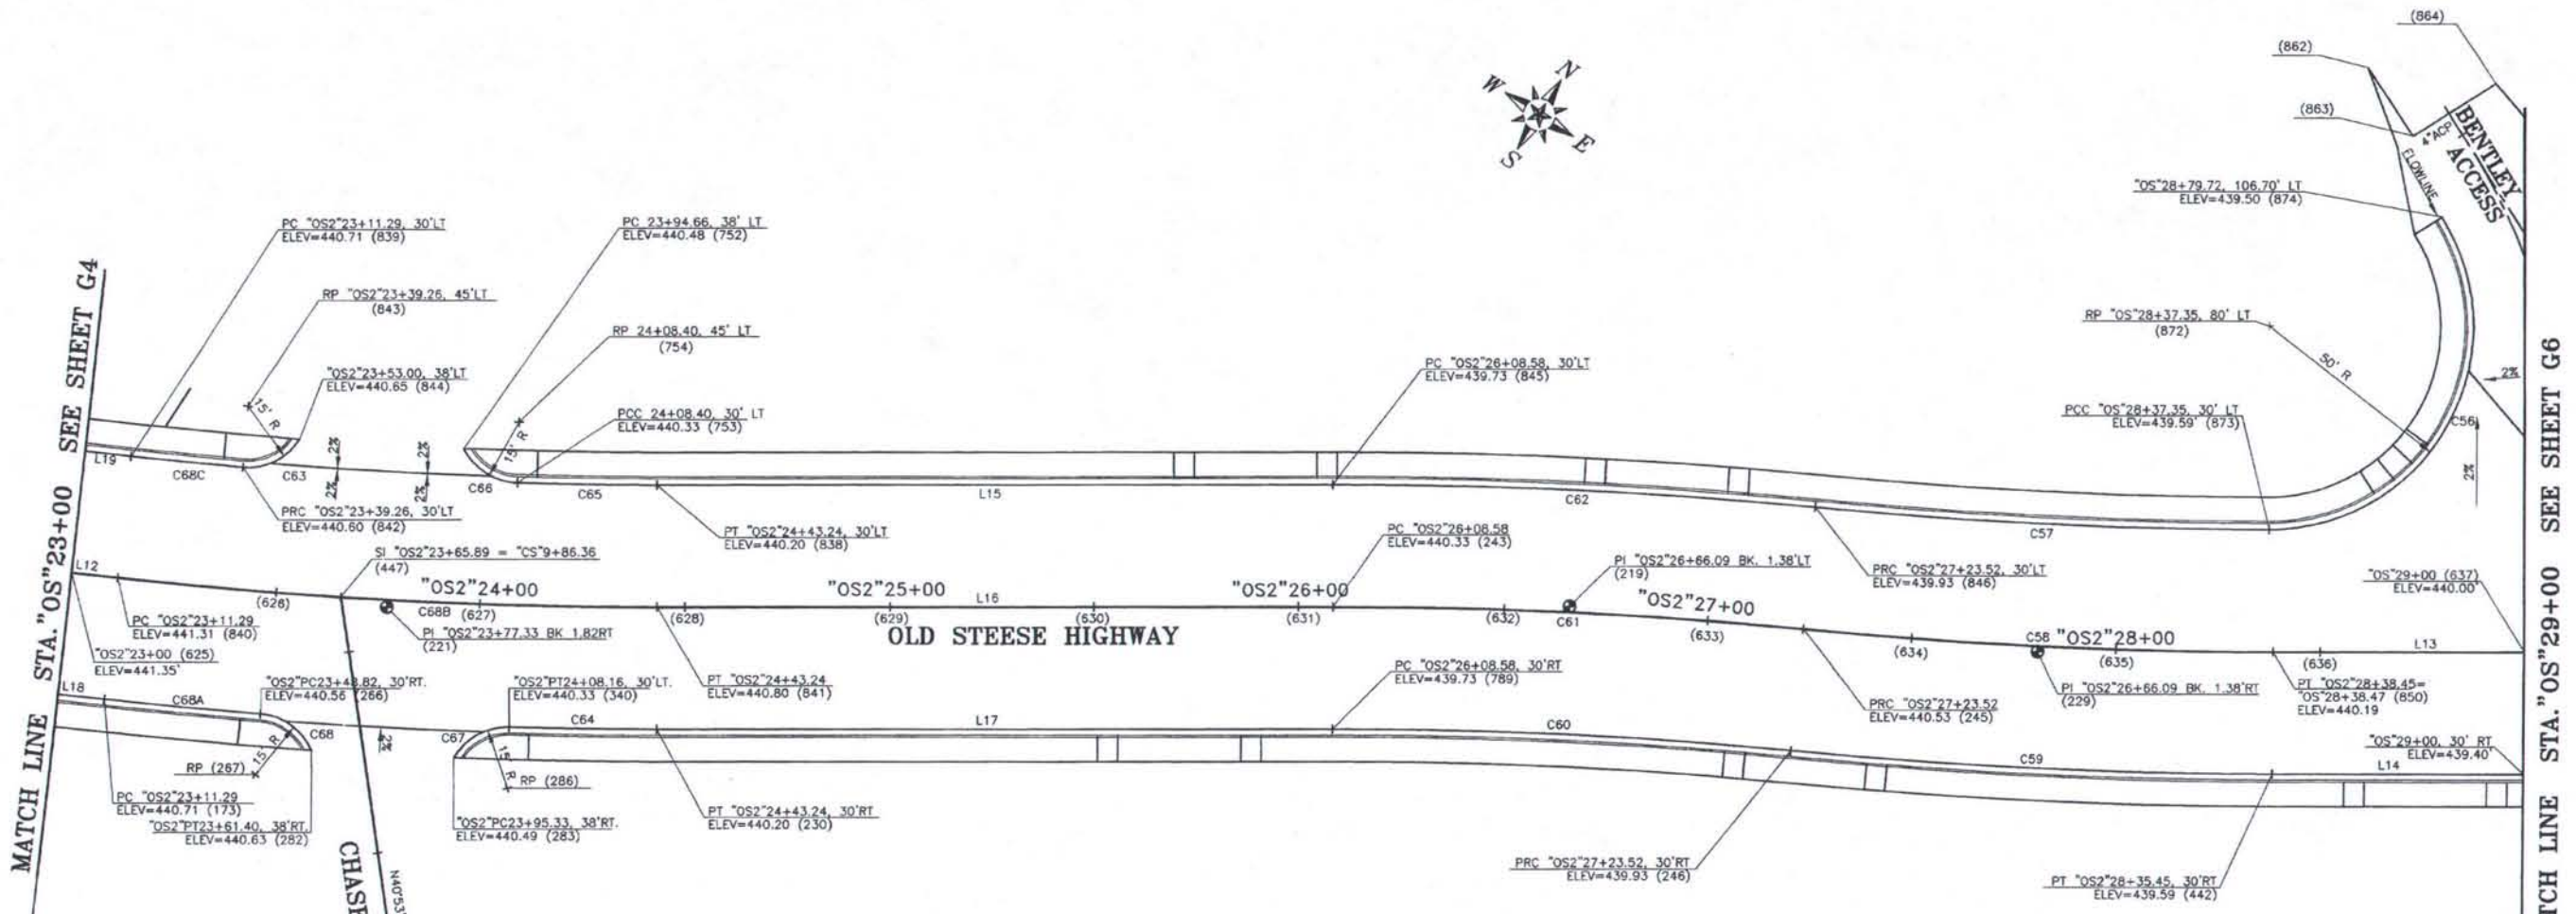 (864)
(862)
(863)
4"ACP
BENTLEY
ACCESS
FLOWLINE
N
W
E
S
"OS"28+79.72, 106.70' LT
ELEV=439.50 (874)
PC "OS2"23+11.29, 30'LT
ELEV=440.71 (839)
PC 23+94.66, 38' LT
ELEV=440.48 (752)
RP "OS2"23+39.26, 45'LT
(843)
RP 24+08.40, 45' LT
(754)
RP "OS"28+37.35, 80' LT
(872)
50' R
"OS2"23+53.00, 38'LT
ELEV=440.65 (844)
PC "OS2"26+08.58, 30'LT
ELEV=439.73 (845)
2%
15' R
PCC 24+08.40, 30' LT
ELEV=440.33 (753)
15' R
PCC "OS"28+37.35, 30' LT
ELEV=439.59' (873)
C56
2%
L19
C68C
C63
2%
2%
2%
2%
C66
C65
L15
C62
C57
PRC "OS2"23+39.26, 30'LT
ELEV=440.60 (842)
PT "OS2"24+43.24, 30'LT
ELEV=440.20 (838)
PC "OS2"26+08.58
ELEV=440.33 (243)
SI "OS2"23+65.89 = "CS"9+86.36
(447)
PI "OS2"26+66.09 BK. 1.38'LT
(219)
PRC "OS2"27+23.52, 30'LT
ELEV=439.93 (846)
"OS"29+00 (637)
ELEV=440.00'
L12
(626)
"OS2"24+00
C68B
(627)
(628)
"OS2"25+00
(629)
L16
(630)
"OS2"26+00
(631)
(632)
C61
"OS2"27+00
(633)
(634)
C58
"OS2"28+00
(635)
(636)
L13
OLD STEESE HIGHWAY
PC "OS2"23+11.29
ELEV=441.31 (840)
PI "OS2"23+77.33 BK 1.82RT
(221)
"OS2"23+00 (625)
ELEV=441.35'
PC "OS2"26+08.58, 30'RT
ELEV=439.73 (789)
PT "OS2"24+43.24
ELEV=440.80 (841)
PRC "OS2"27+23.52
ELEV=440.53 (245)
PI "OS2"26+66.09 BK. 1.38'RT
(229)
PT "OS2"28+38.45=
"OS"28+38.47 (850)
ELEV=440.19
L18
C68A
"OS2"PC23+48.82, 30'RT.
ELEV=440.56 (266)
"OS2"PT24+08.16, 30'LT.
ELEV=440.33 (340)
C68
2%
C67
C64
L17
C60
C59
L14
"OS"29+00, 30' RT
ELEV=439.40'
15' R
RP (267)
15' R
RP (286)
PC "OS2"23+11.29
ELEV=440.71 (173)
"OS2"PT23+61.40, 38'RT.
ELEV=440.63 (282)
"OS2"PC23+95.33, 38'RT.
ELEV=440.49 (283)
PT "OS2"24+43.24, 30'RT
ELEV=440.20 (230)
PRC "OS2"27+23.52, 30'RT
ELEV=439.93 (246)
PT "OS2"28+35.45, 30'RT
ELEV=439.59 (442)
MATCH LINE STA."OS"23+00 SEE SHEET G4
TCH LINE STA."OS"29+00 SEE SHEET G6
N40°53'